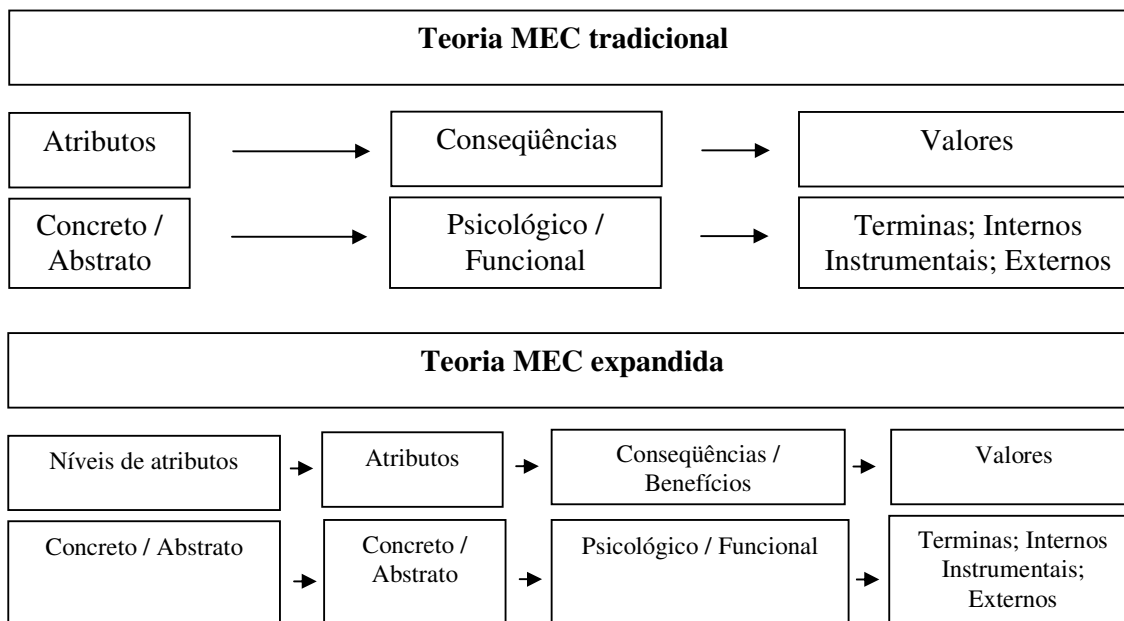 Teoria MEC tradicional
Atributos
Conseqüências
Valores
Concreto /
Abstrato
Psicológico /
Funcional
Terminas; Internos
Instrumentais; Externos
Teoria MEC expandida
Níveis de atributos
Atributos
Conseqüências /
Benefícios
Valores
Concreto / Abstrato
Concreto /
Abstrato
Psicológico / Funcional
Terminas; Internos
Instrumentais;
Externos